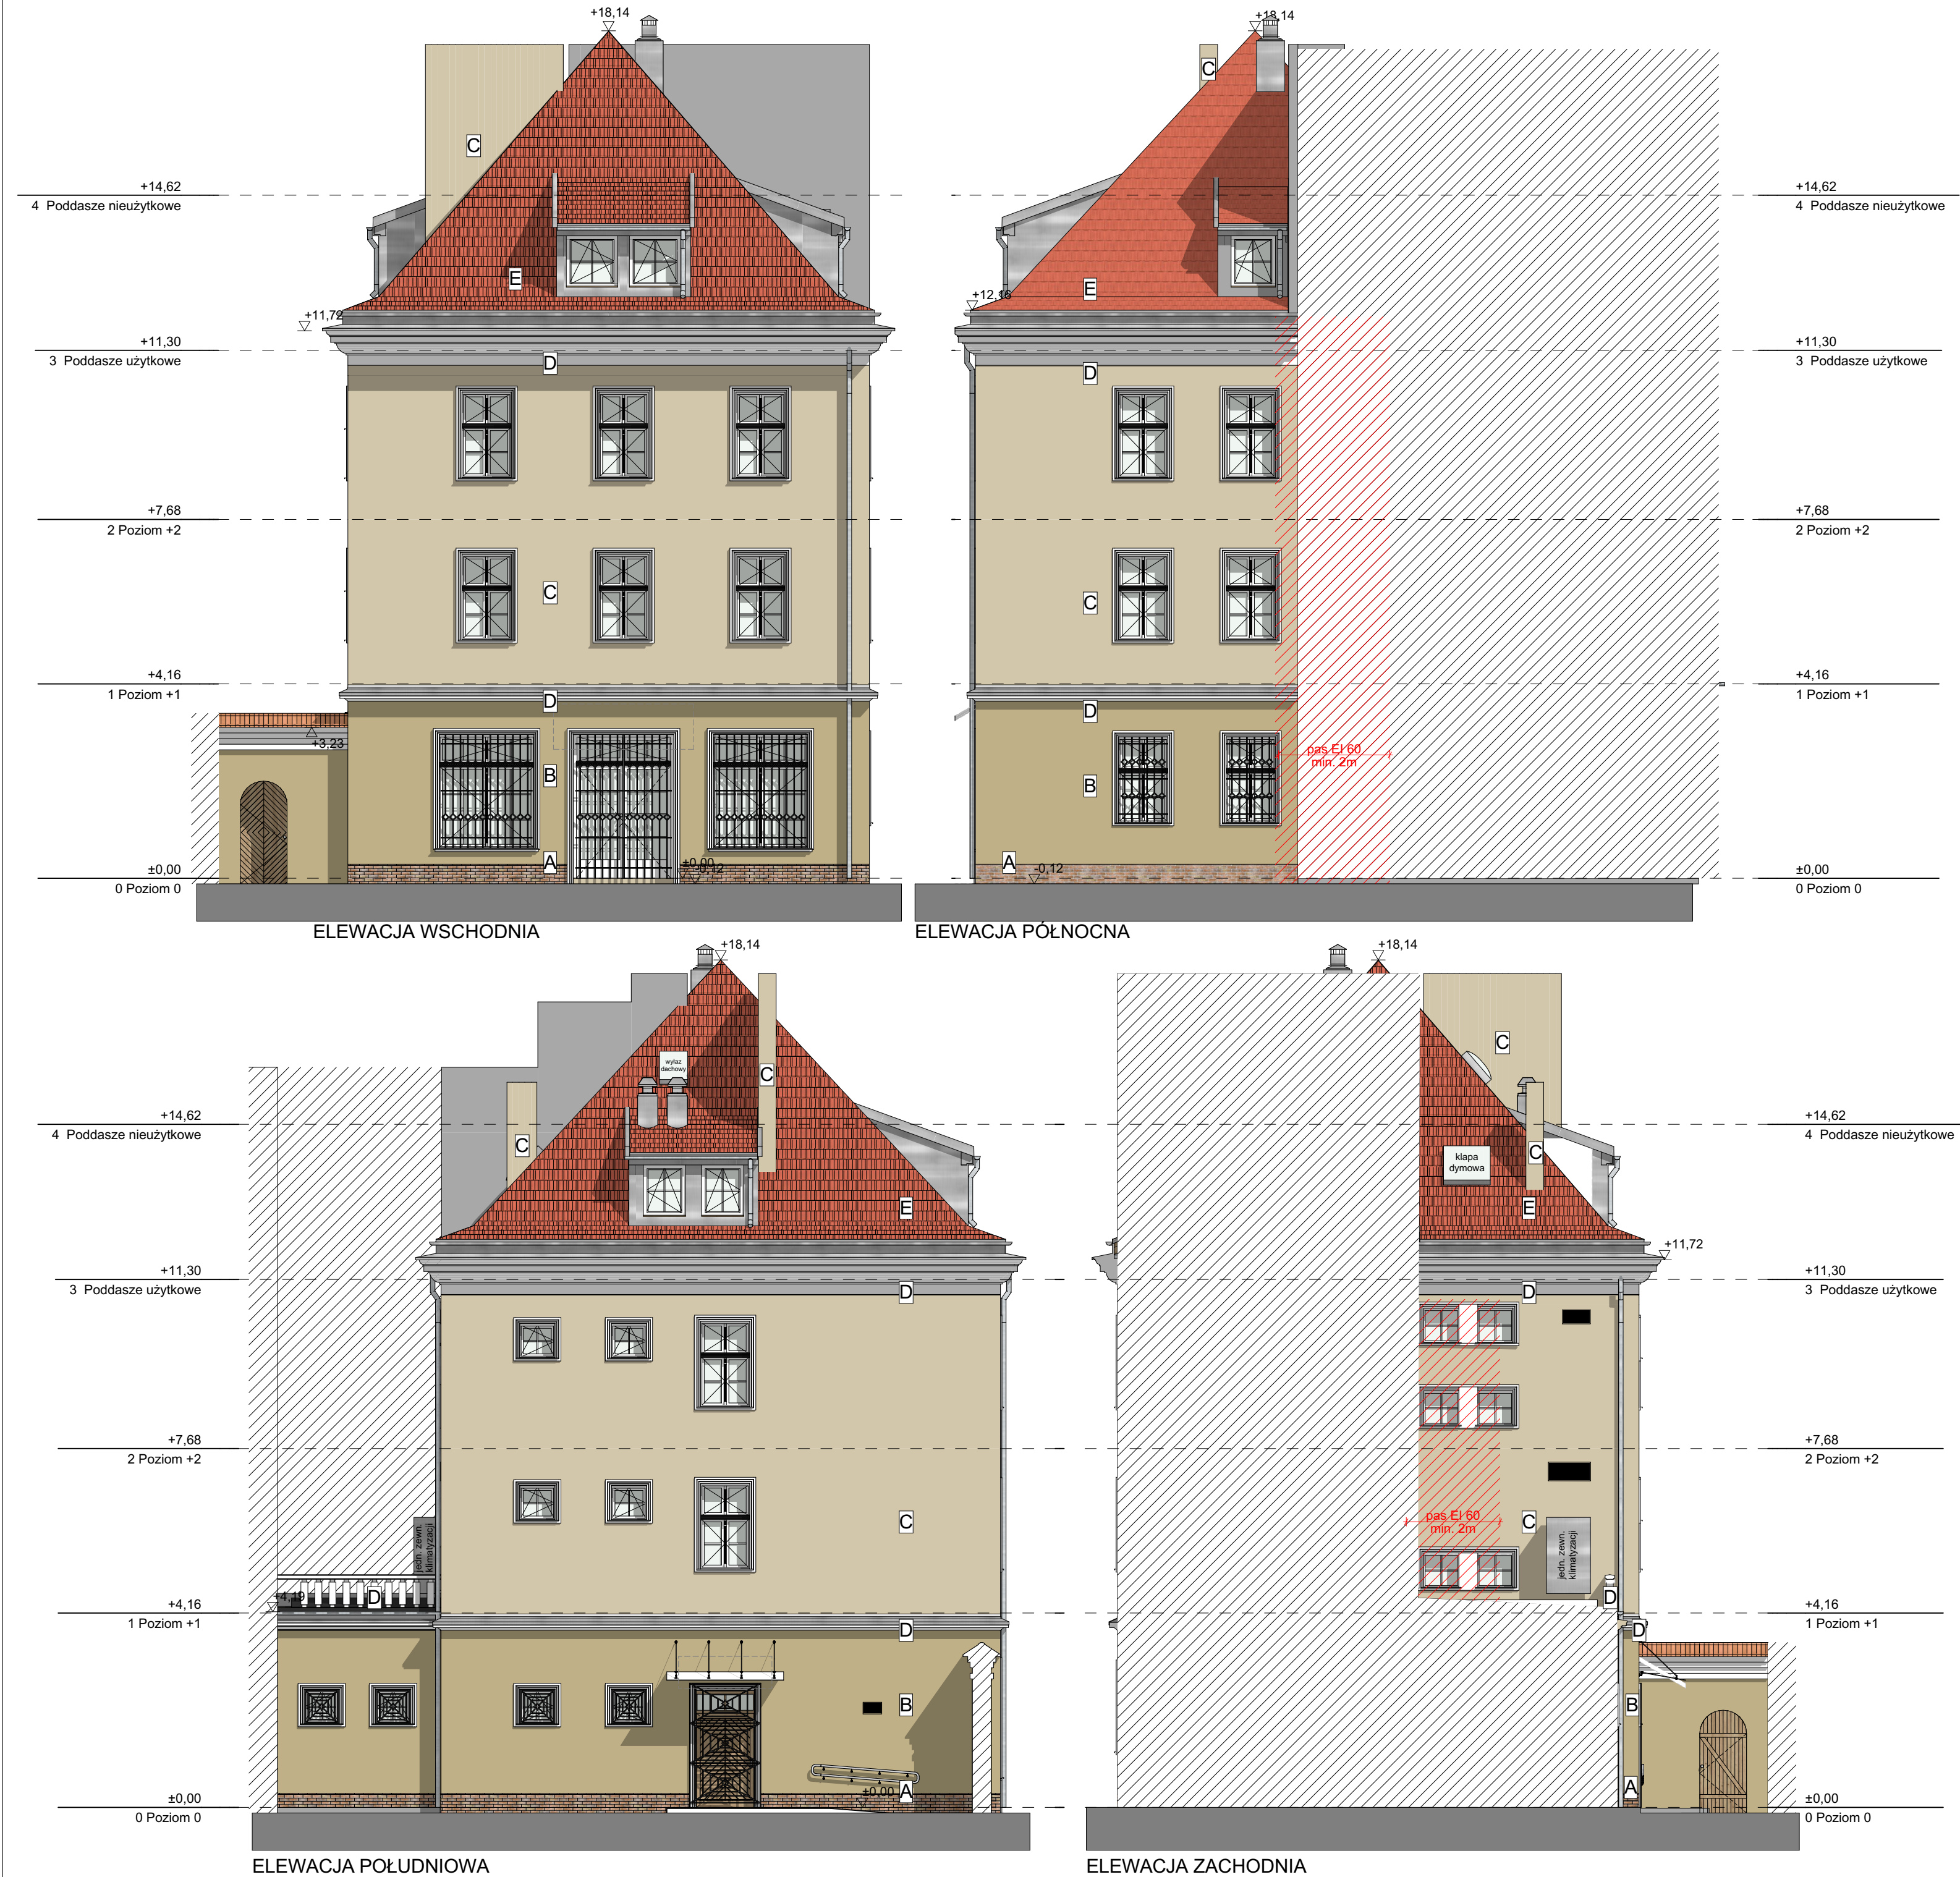 +18,14
C
+14,62
4 Poddasze nieużytkowe
E
+11,72
+11,30
3 Poddasze użytkowe
D
+7,68
2 Poziom +2
C
+4,16
1 Poziom +1
D
+3,23
B
A
±0,00
-0,12
±0,00
0 Poziom 0
ELEWACJA WSCHODNIA
+18,14
C
+14,62
4 Poddasze nieużytkowe
E
+12,16
+11,30
3 Poddasze użytkowe
D
+7,68
2 Poziom +2
C
+4,16
1 Poziom +1
D
pas EI 60
min. 2m
B
A
-0,12
±0,00
0 Poziom 0
ELEWACJA PÓŁNOCNA
+18,14
wyłaz
dachowy
C
+14,62
4 Poddasze nieużytkowe
C
E
+11,30
3 Poddasze użytkowe
D
+7,68
2 Poziom +2
C
jedn. zewn.
klimatyzacji
D
+4,19
+4,16
1 Poziom +1
D
B
A
±0,00
±0,00
0 Poziom 0
ELEWACJA POŁUDNIOWA
+18,14
C
+14,62
4 Poddasze nieużytkowe
C
klapa
dymowa
E
+11,72
+11,30
3 Poddasze użytkowe
D
+7,68
2 Poziom +2
pas EI 60
min. 2m
C
jedn. zewn.
klimatyzacji
D
+4,16
1 Poziom +1
D
B
A
±0,00
0 Poziom 0
ELEWACJA ZACHODNIA